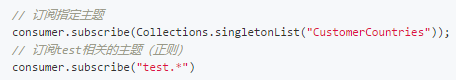 // 订阅指定主题
consumer.subscribe(Collections.singletonList("CustomerCountries"));
// 订阅test相关的主题（正则）
consumer.subscribe("test.*")